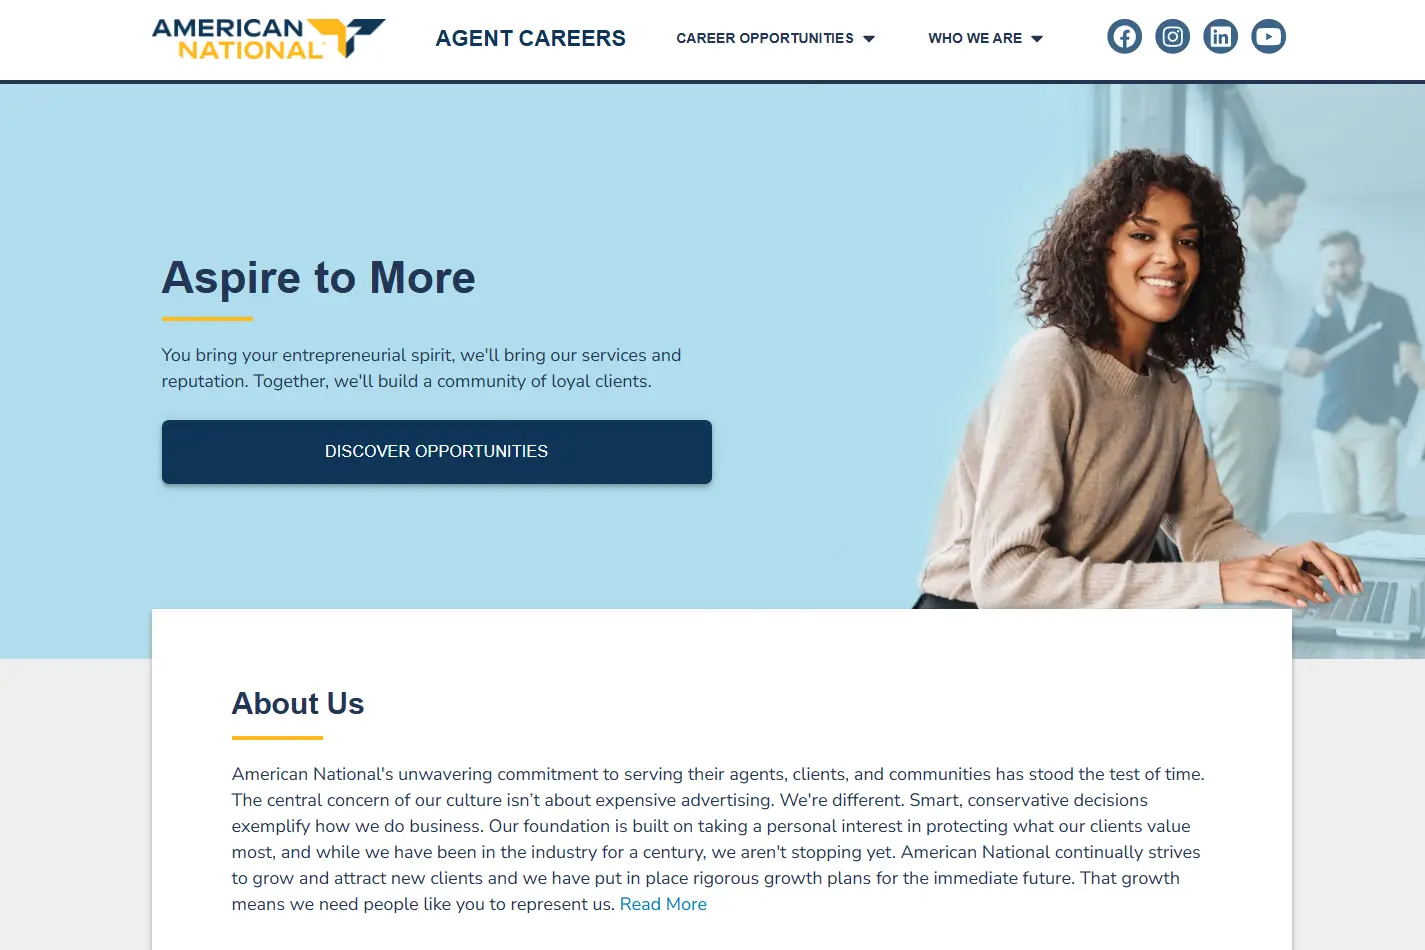 AMERICAN
NATIONAL
AGENT CAREERS
CAREER OPPORTUNITIES
WHO WE ARE
Aspire to More
You bring your entrepreneurial spirit, we'll bring our services and
reputation. Together, we'll build a community of loyal clients.
DISCOVER OPPORTUNITIES
About Us
American National's unwavering commitment to serving their agents, clients, and communities has stood the test of time.
The central concern of our culture isn’t about expensive advertising. We're different. Smart, conservative decisions
exemplify how we do business. Our foundation is built on taking a personal interest in protecting what our clients value
most, and while we have been in the industry for a century, we aren't stopping yet. American National continually strives
to grow and attract new clients and we have put in place rigorous growth plans for the immediate future. That growth
means we need people like you to represent us. Read More